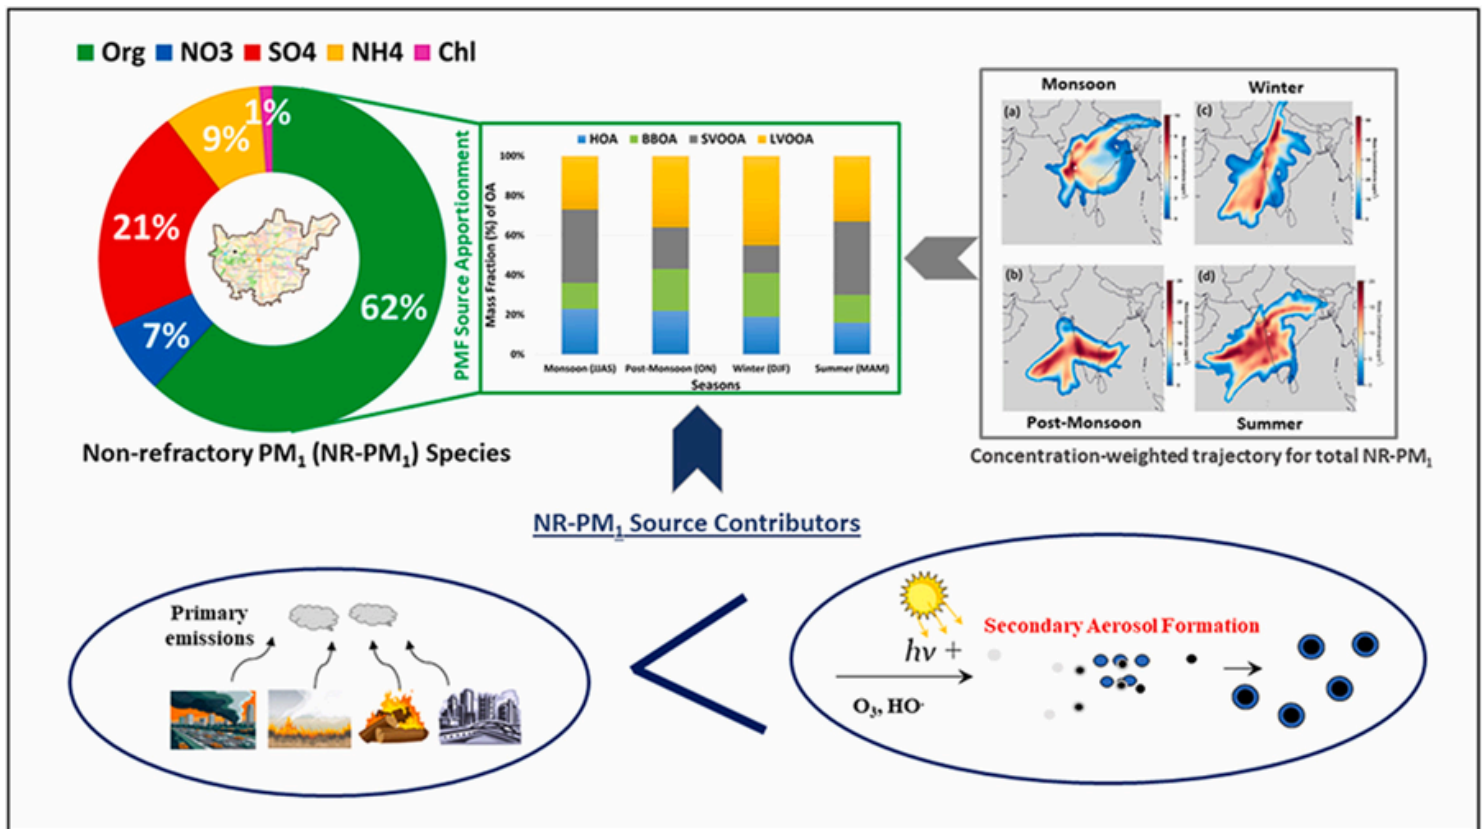 Org NO3 SO4 NH4 Chl
1%
9%
21%
7%
62%
Non-refractory PM₁ (NR-PM₁) Species
PMF Source Apportionment
HOA BBOA SVOOA LVOOA
Mass Fraction (%) of OA
100%
80%
60%
40%
20%
0%
Monsoon (JJAS) Post-Monsoon (ON) Winter (DJF) Summer (MAM)
Seasons
Monsoon Winter
(a) (c)
(b) (d)
Post-Monsoon Summer
Concentration-weighted trajectory for total NR-PM₁
NR-PM₁ Source Contributors
Primary
emissions
Secondary Aerosol Formation
hν +
O₃, HO·